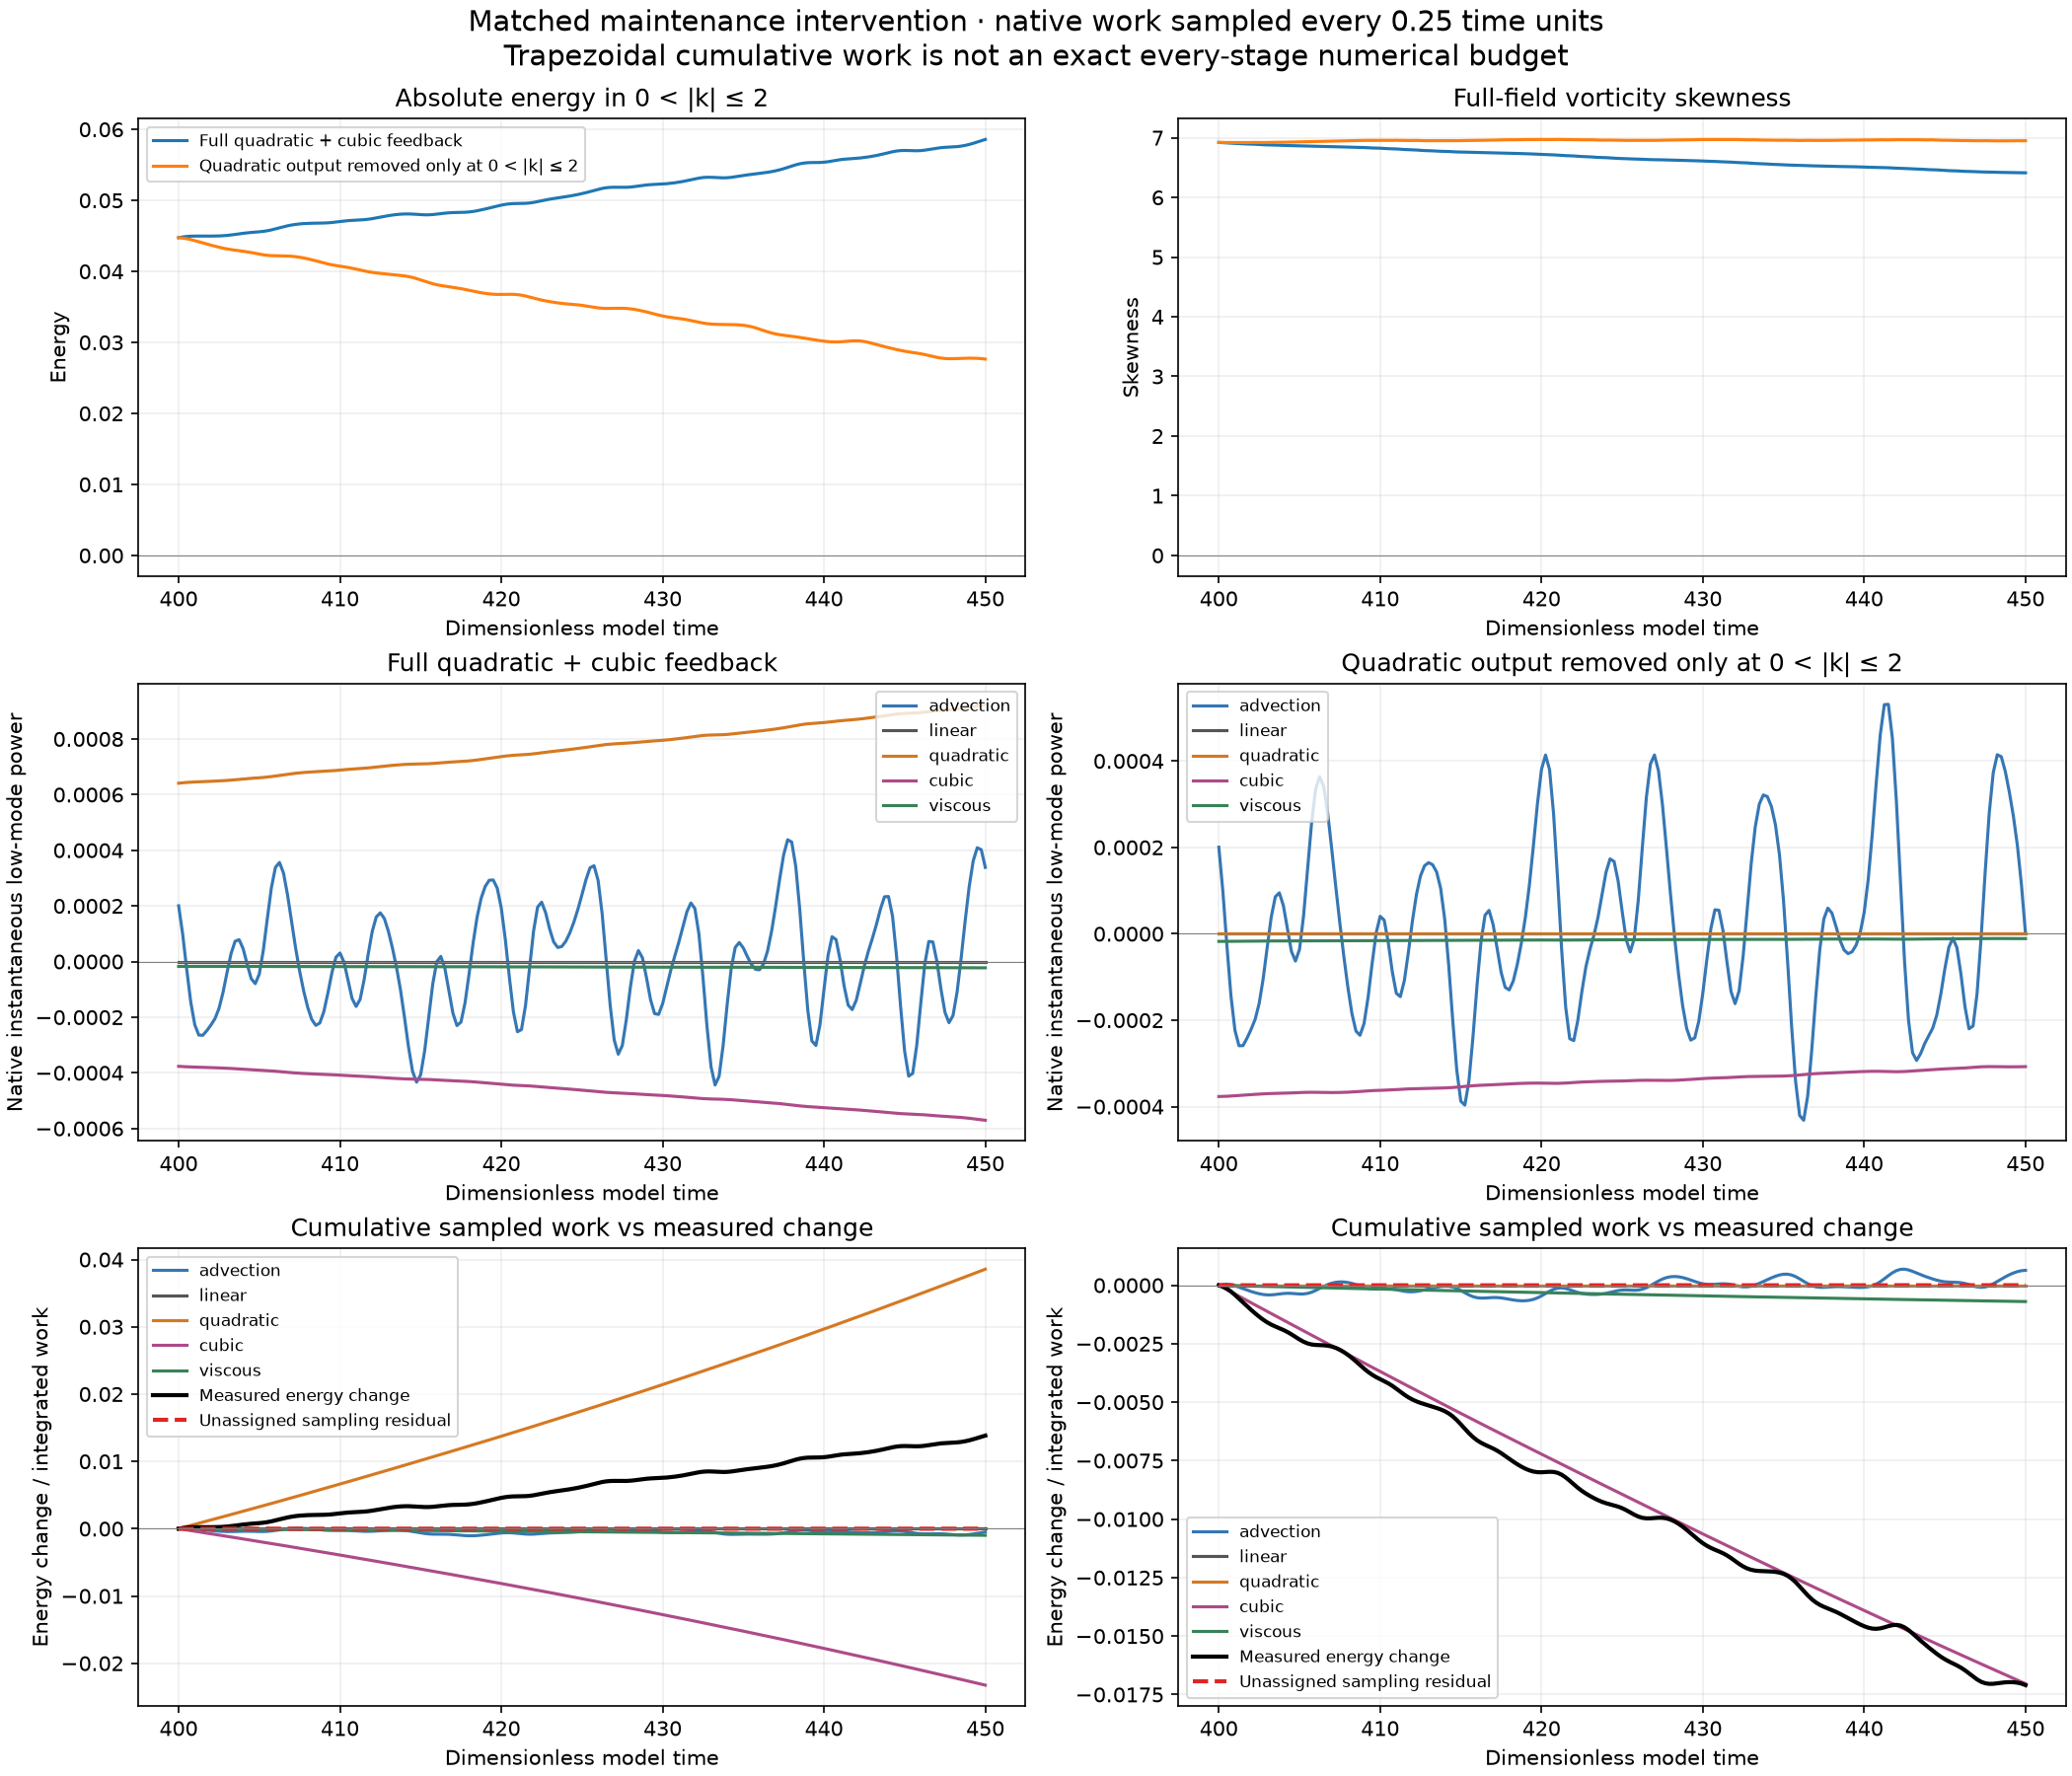 Matched maintenance intervention · native work sampled every 0.25 time units
Trapezoidal cumulative work is not an exact every-stage numerical budget
Absolute energy in 0 < |k| ≤ 2
Energy
0.06
0.05
0.04
0.03
0.02
0.01
0.00
Full quadratic + cubic feedback
Quadratic output removed only at 0 < |k| ≤ 2
400 410 420 430 440 450
Dimensionless model time
Full-field vorticity skewness
Skewness
7
6
5
4
3
2
1
0
400 410 420 430 440 450
Dimensionless model time
Full quadratic + cubic feedback
Native instantaneous low-mode power
0.0008
0.0006
0.0004
0.0002
0.0000
−0.0002
−0.0004
−0.0006
advection
linear
quadratic
cubic
viscous
400 410 420 430 440 450
Dimensionless model time
Quadratic output removed only at 0 < |k| ≤ 2
Native instantaneous low-mode power
0.0004
0.0002
0.0000
−0.0002
−0.0004
advection
linear
quadratic
cubic
viscous
400 410 420 430 440 450
Dimensionless model time
Cumulative sampled work vs measured change
Energy change / integrated work
0.04
0.03
0.02
0.01
0.00
−0.01
−0.02
advection
linear
quadratic
cubic
viscous
Measured energy change
Unassigned sampling residual
400 410 420 430 440 450
Dimensionless model time
Cumulative sampled work vs measured change
Energy change / integrated work
0.0000
−0.0025
−0.0050
−0.0075
−0.0100
−0.0125
−0.0150
−0.0175
advection
linear
quadratic
cubic
viscous
Measured energy change
Unassigned sampling residual
400 410 420 430 440 450
Dimensionless model time